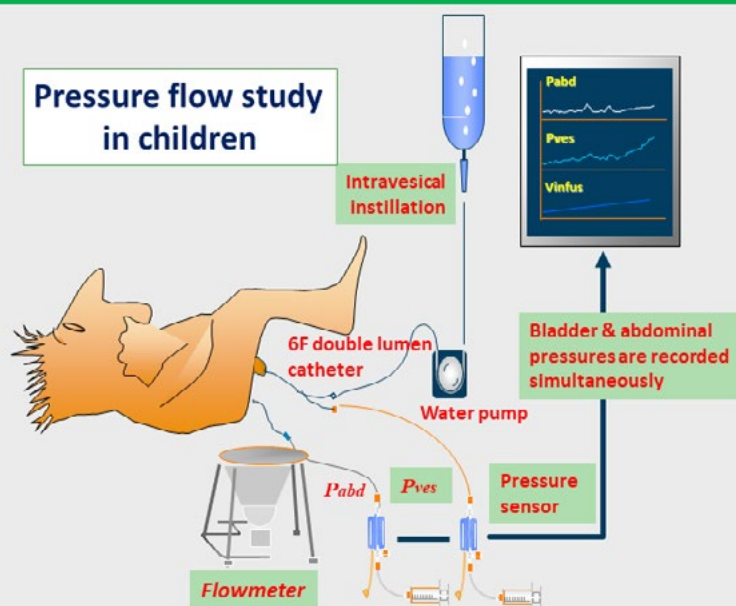 Pressure flow study
in children
Intravesical
instillation
Pabd
Pves
Vinfus
6F double lumen
catheter
Water pump
Bladder & abdominal
pressures are recorded
simultaneously
Pabd
Pves
Pressure
sensor
Flowmeter